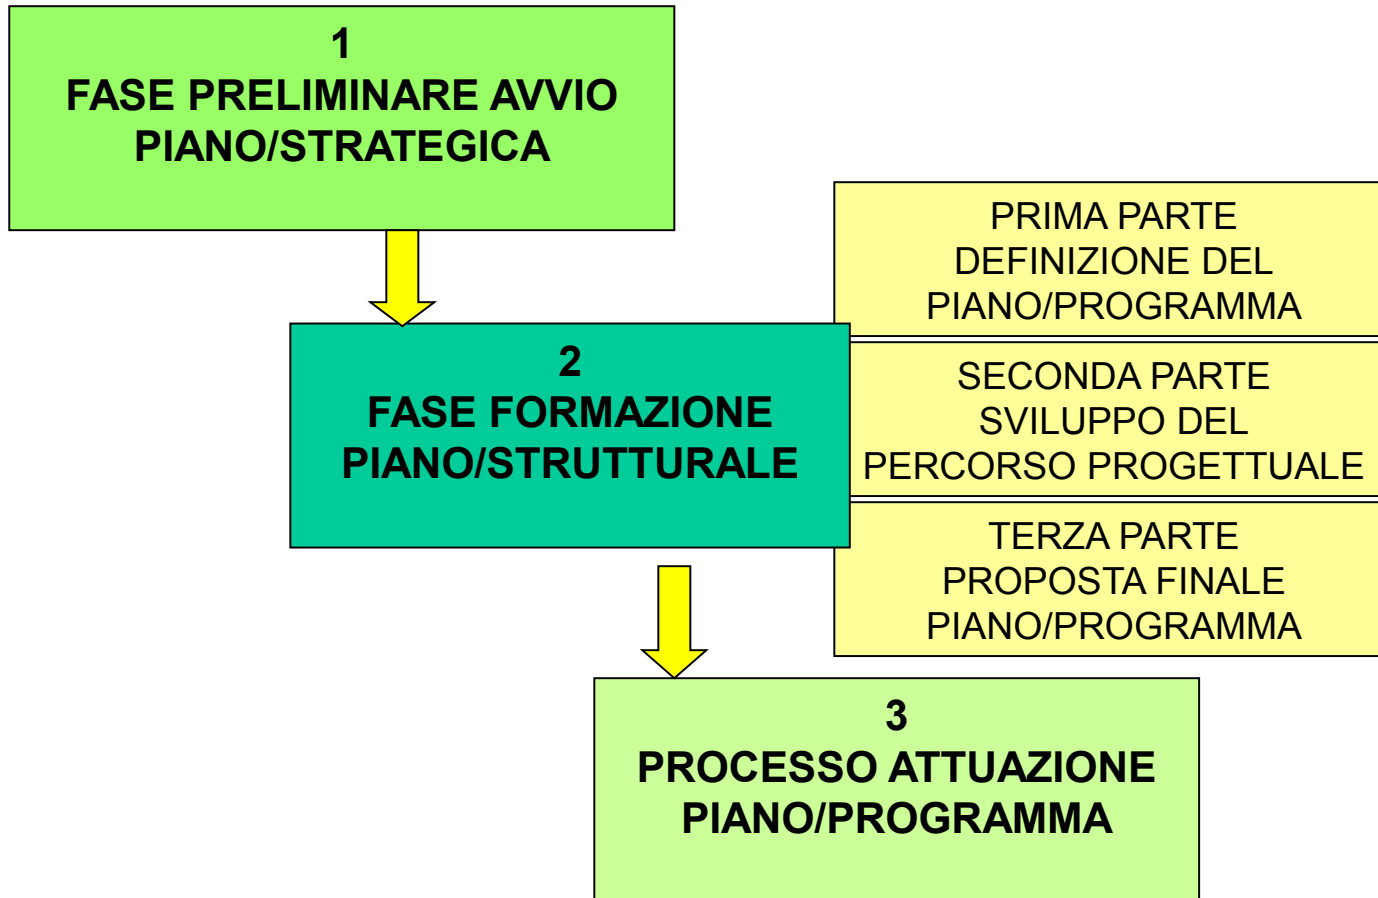 1
FASE PRELIMINARE AVVIO
PIANO/STRATEGICA
PRIMA PARTE
DEFINIZIONE DEL
PIANO/PROGRAMMA
2
FASE FORMAZIONE
PIANO/STRUTTURALE
SECONDA PARTE
SVILUPPO DEL
PERCORSO PROGETTUALE
TERZA PARTE
PROPOSTA FINALE
PIANO/PROGRAMMA
3
PROCESSO ATTUAZIONE
PIANO/PROGRAMMA